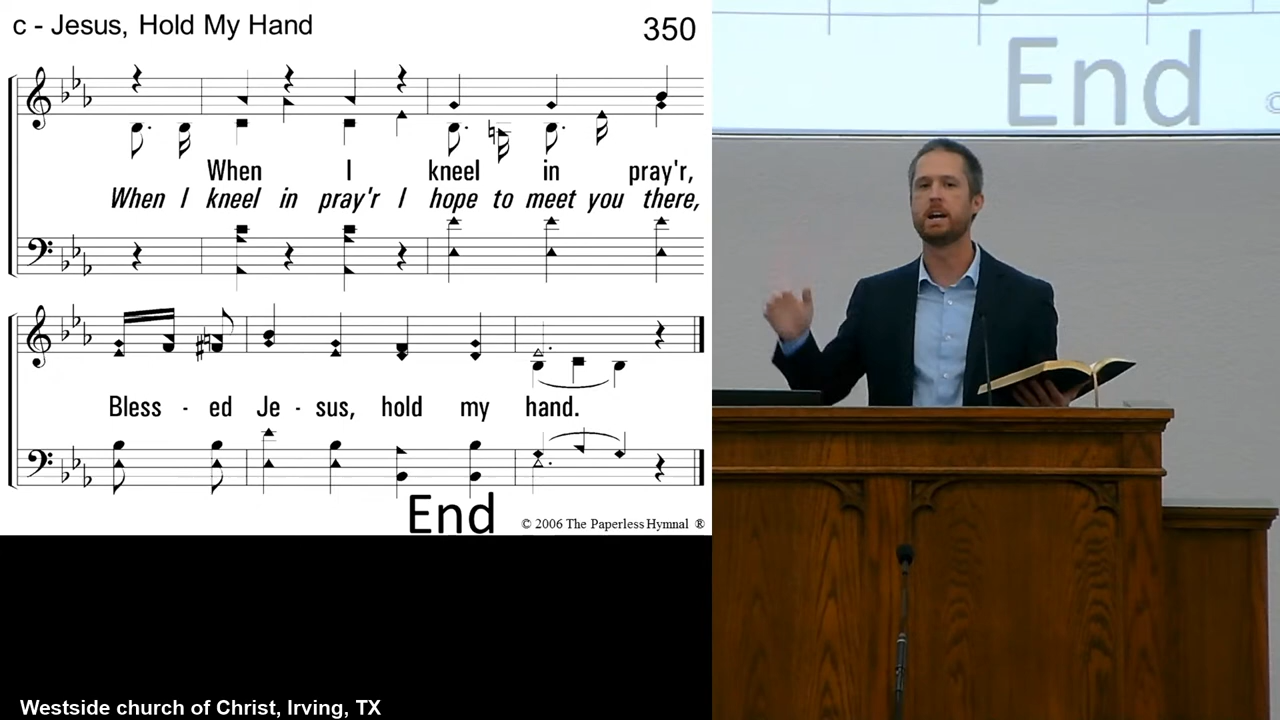 c - Jesus, Hold My Hand
350
When I kneel in pray'r,
When I kneel in pray'r I hope to meet you there,
Bless - ed Je - sus, hold my hand.
End
© 2006 The Paperless Hymnal ®
Westside church of Christ, Irving, TX
End
©